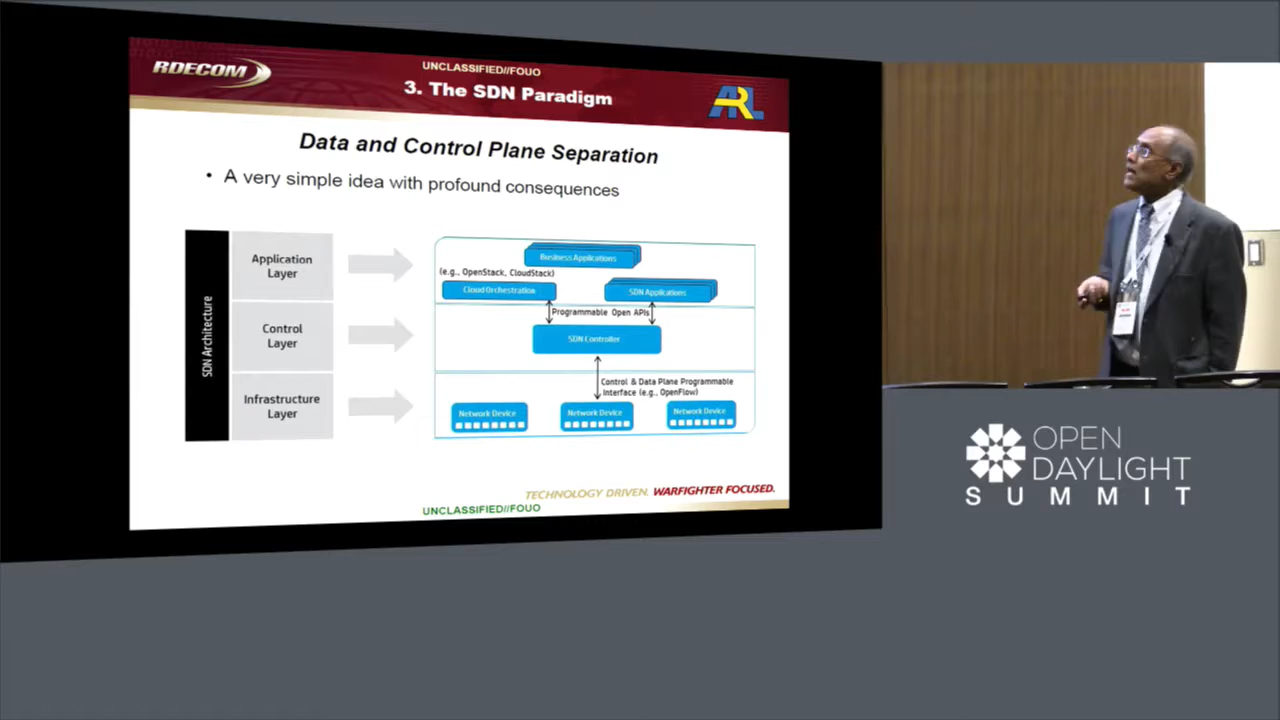 RDECOM
UNCLASSIFIED//FOUO
3. The SDN Paradigm
ARL
Data and Control Plane Separation
• A very simple idea with profound consequences
SDN Architecture
Application
Layer
Control
Layer
Infrastructure
Layer
Business Applications
(e.g., OpenStack, CloudStack)
Cloud Orchestration
SDN Applications
Programmable Open APIs
SDN Controller
Control & Data Plane Programmable
Interface (e.g., OpenFlow)
Network Device
Network Device
Network Device
TECHNOLOGY DRIVEN. WARFIGHTER FOCUSED.
UNCLASSIFIED//FOUO
OPEN
DAYLIGHT
SUMMIT